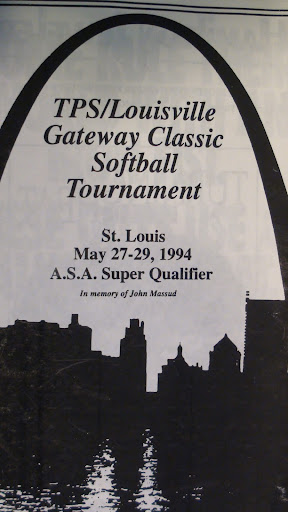 TPS/Louisville
Gateway Classic
Softball
Tournament
St. Louis
May 27-29, 1994
A.S.A. Super Qualifier
In memory of John Massud